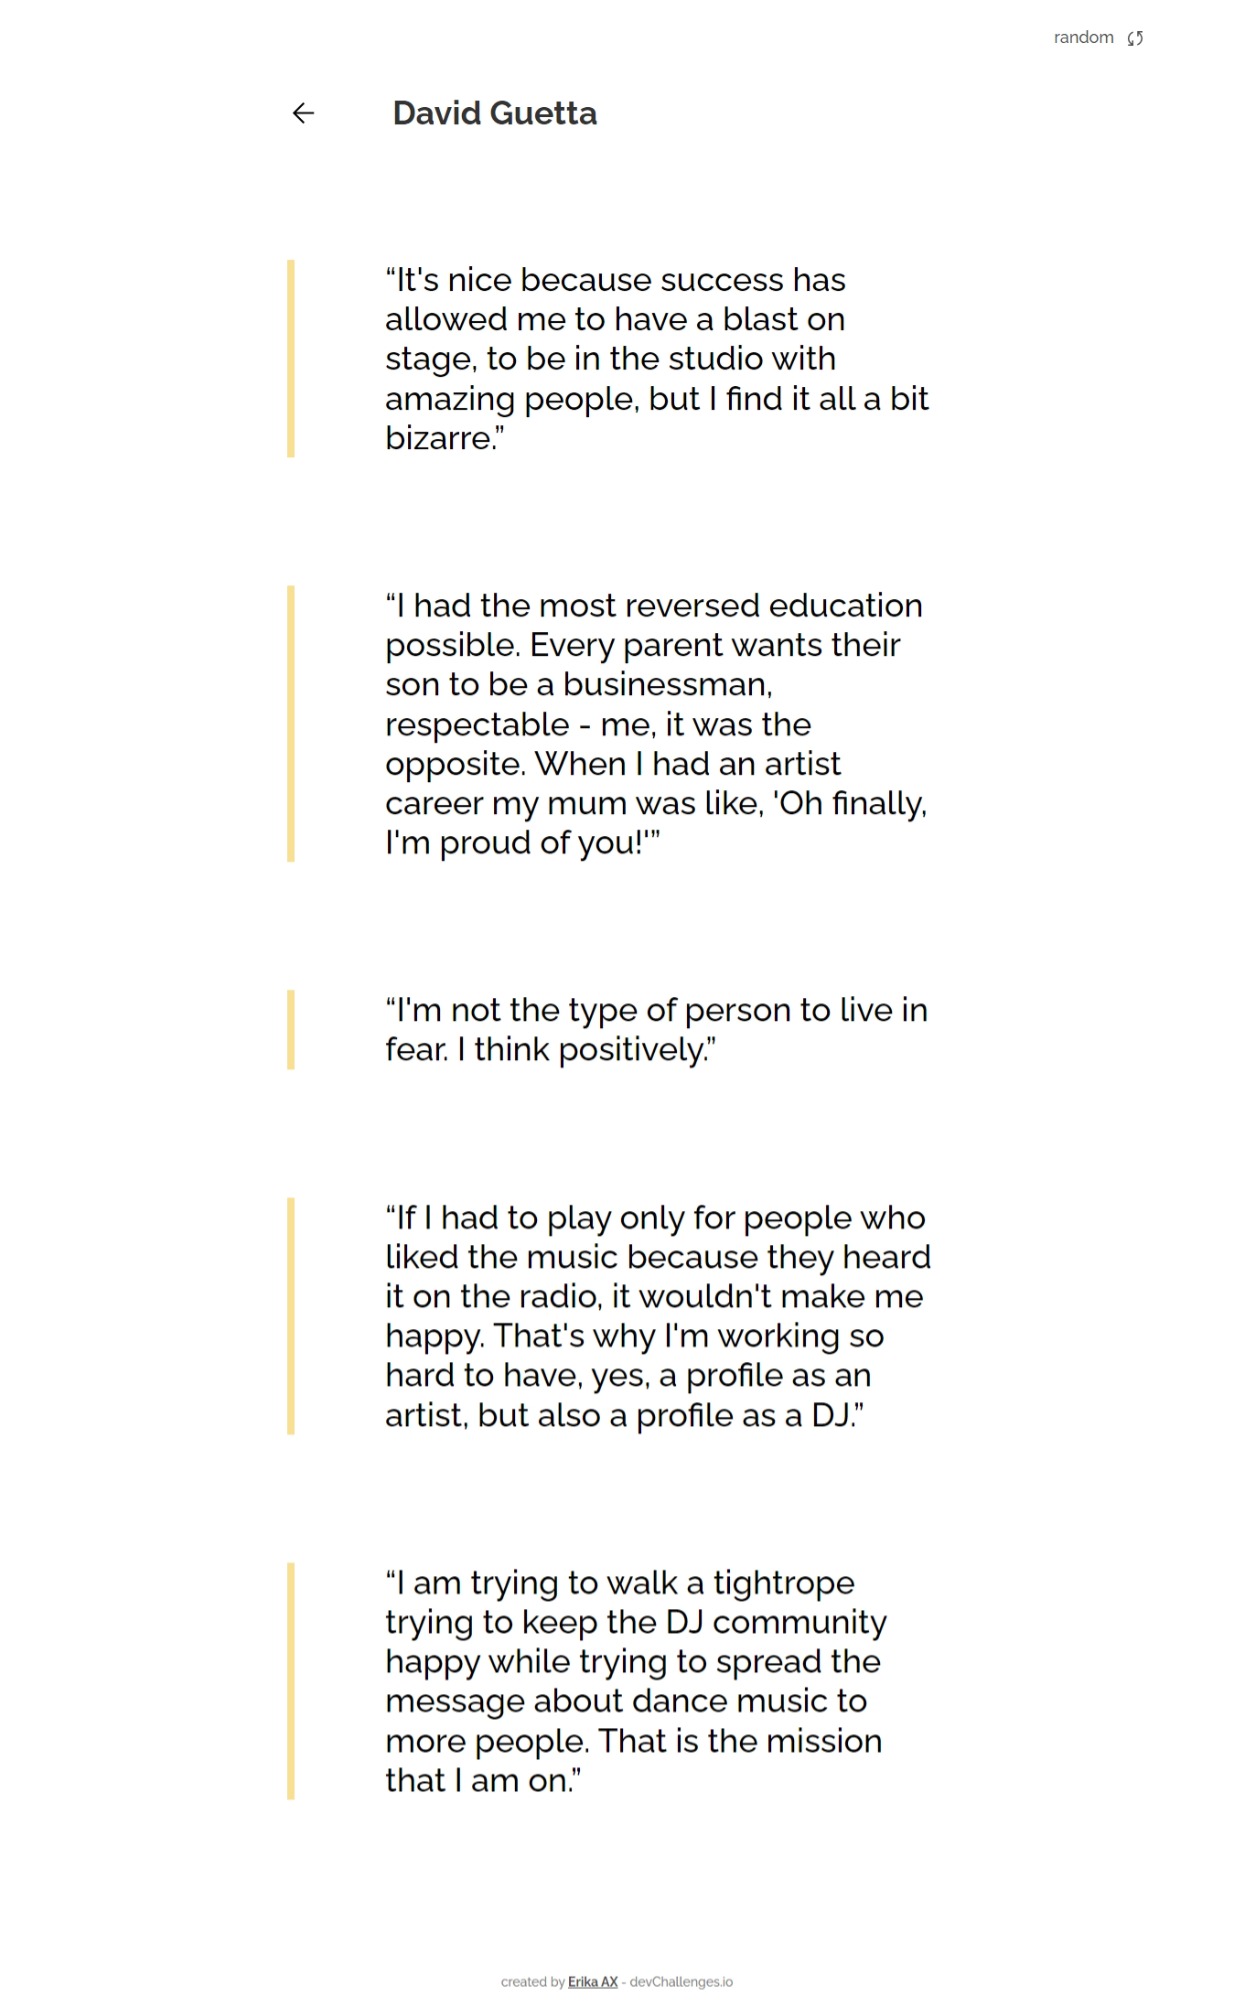 random
David Guetta
“It's nice because success has
allowed me to have a blast on
stage, to be in the studio with
amazing people, but I find it all a bit
bizarre.”
“I had the most reversed education
possible. Every parent wants their
son to be a businessman,
respectable - me, it was the
opposite. When I had an artist
career my mum was like, 'Oh finally,
I'm proud of you!'”
“I'm not the type of person to live in
fear. I think positively.”
“If I had to play only for people who
liked the music because they heard
it on the radio, it wouldn't make me
happy. That's why I'm working so
hard to have, yes, a profile as an
artist, but also a profile as a DJ.”
“I am trying to walk a tightrope
trying to keep the DJ community
happy while trying to spread the
message about dance music to
more people. That is the mission
that I am on.”
created by Erika AX - devChallenges.io